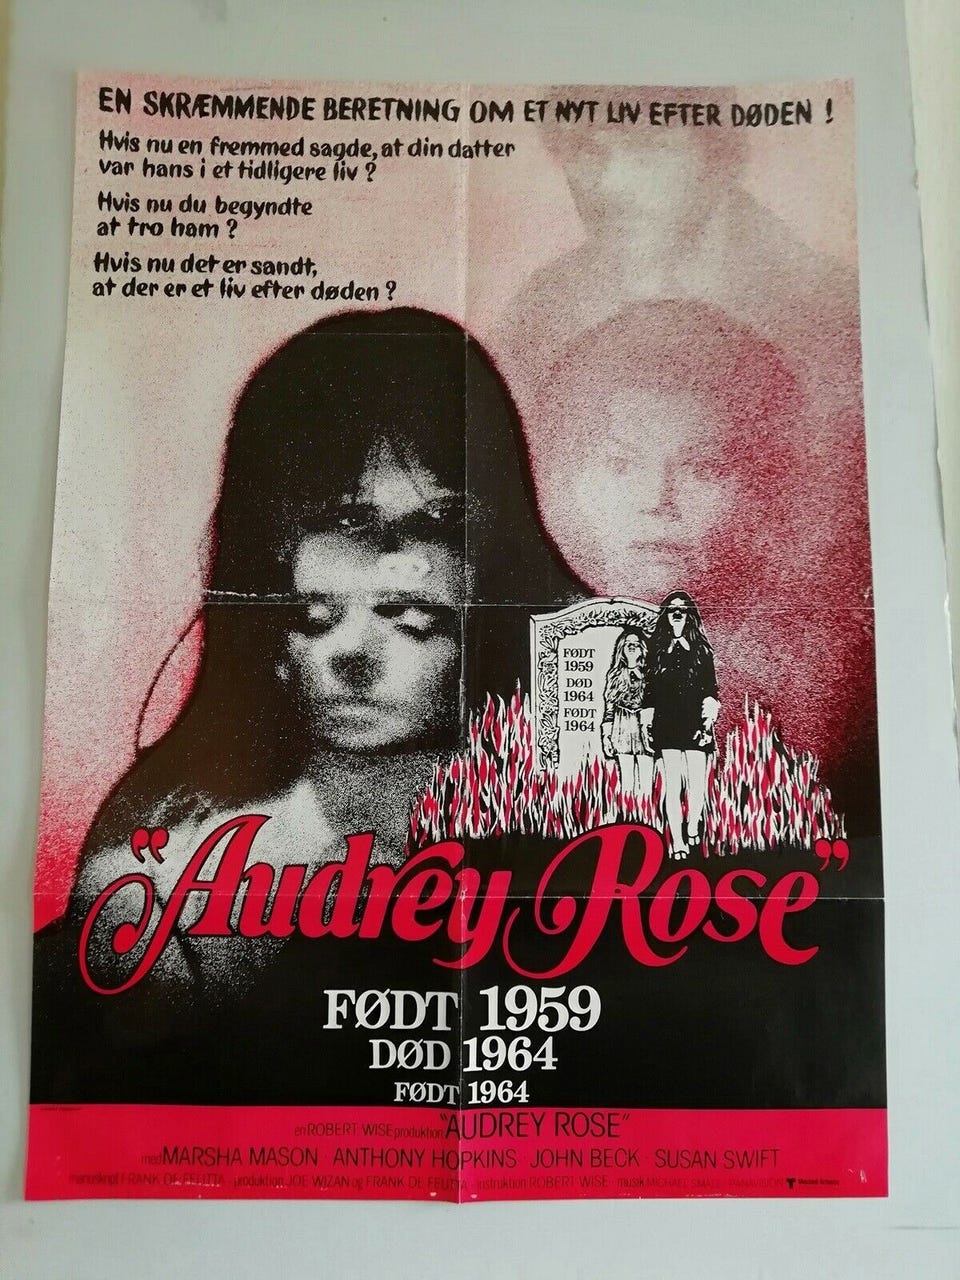 EN SKRÆMMENDE BERETNING OM ET NYT LIV EFTER DØDEN !
Hvis nu en fremmed sagde, at din datter
var hans i et tidligere liv ?
Hvis nu du begyndte
at tro ham ?
Hvis nu det er sandt,
at der er et liv efter døden ?
FØDT
1959
DØD
1964
FØDT
1964
"Audrey Rose"
FØDT 1959
DØD 1964
FØDT 1964
en ROBERT WISE produktion "AUDREY ROSE"
med MARSHA MASON · ANTHONY HOPKINS · JOHN BECK · SUSAN SWIFT
manuskript FRANK DE FELITTA · produktion JOE WIZAN og FRANK DE FELITTA · instruktion ROBERT WISE · musik MICHAEL SMALL · PANAVISION